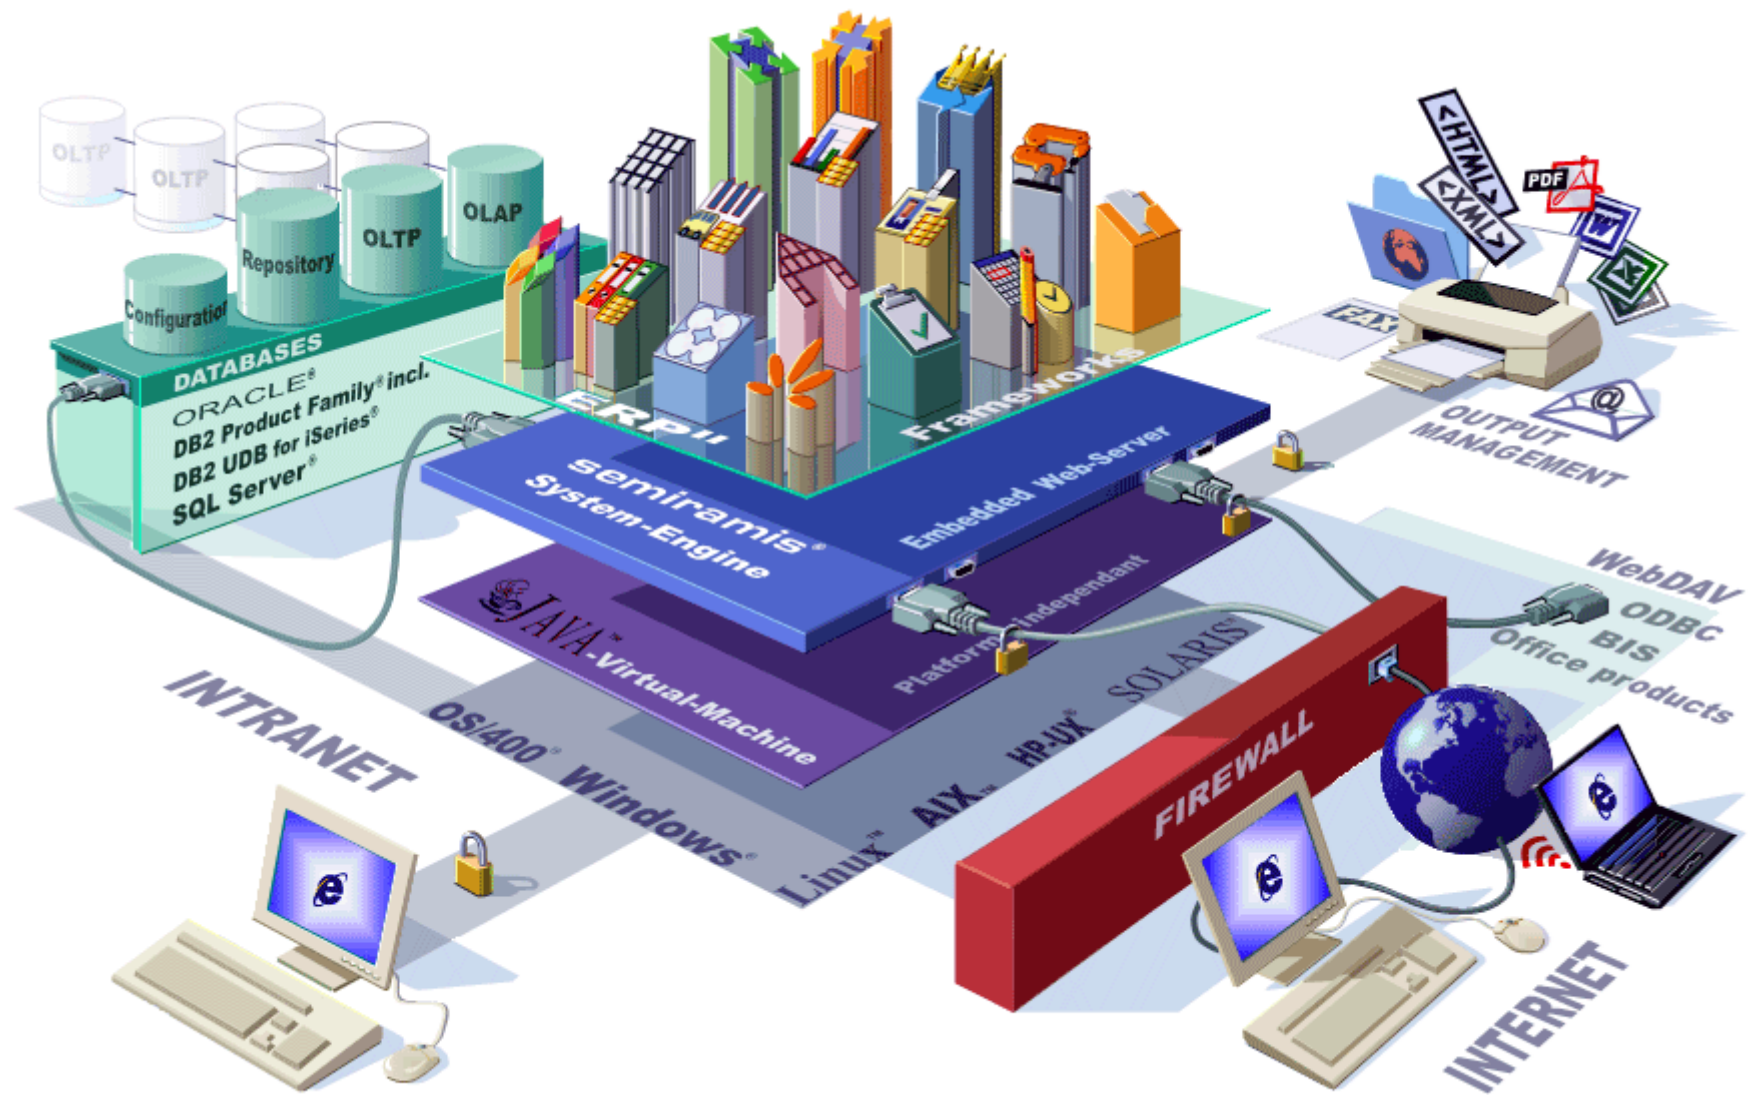 OLTP
OLTP
OLAP
OLTP
Repository
Configuration
DATABASES
ORACLE®
DB2 Product Family® incl.
DB2 UDB for iSeries®
SQL Server®
ERP II
Frameworks
semiramis®
System-Engine
Embedded Web-Server
JAVA™-Virtual-Machine
Platform Independant
OS/400® Windows®
Linux™ AIX™ HP-UX® SOLARIS™
<HTML>
<XML>
PDF
W
FAX
@
OUTPUT
MANAGEMENT
WebDAV
ODBC
BIS
Office products
INTRANET
FIREWALL
INTERNET